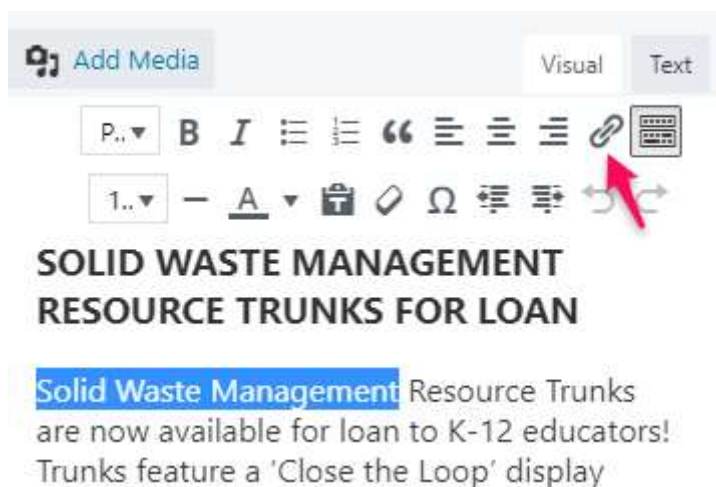 Add Media
Visual Text
P..
B I
1.. A T Ω
SOLID WASTE MANAGEMENT
RESOURCE TRUNKS FOR LOAN
Solid Waste Management Resource Trunks
are now available for loan to K-12 educators!
Trunks feature a 'Close the Loop' display